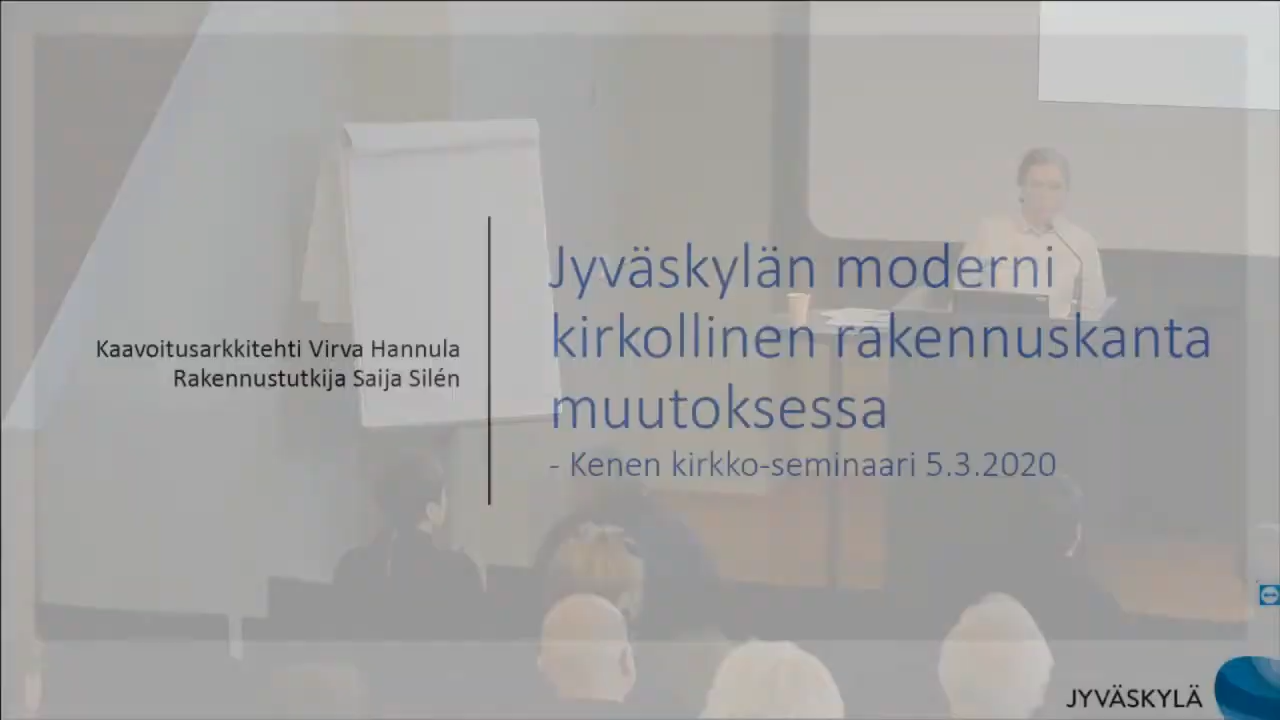 Kaavoitusarkkitehti Virva Hannula
Rakennustutkija Saija Silén
Jyväskylän moderni
kirkollinen rakennuskanta
muutoksessa
- Kenen kirkko-seminaari 5.3.2020
JYVÄSKYLÄ